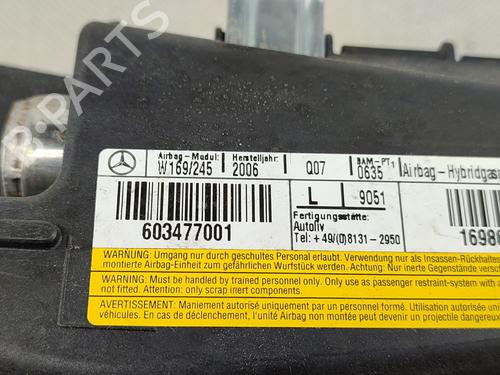 Airbag-Modul: Herstelljahr: BAM-PT1
W169/245 2006 Q07 0635 Airbag-Hybridgas
L 9051
603477001 Fertigungsstätte: 1698
Autoliv
Tel: +49/(0)8131-2950
WARNUNG: Umgang nur durch geschultes Personal erlaubt. Verwendung nur als Insassen-Rückhalte
montierte Airbag-Einheit zum gefahrlosen Wurfstück werden. Achtung: Nur inerte Gegenstände vers
WARNING: Must be handled by trained personnel only. Only use as passenger restraint-system and
not fitted. Attention: only scrap inert components.
AVERTISSEMENT: Maniement autorisé uniquement par un personnel formé. Utilisation autorisée
véhicules. En cas de déclenchement, l'unité Airbag non montée peut devenir un projectile dangereux
B PARTS